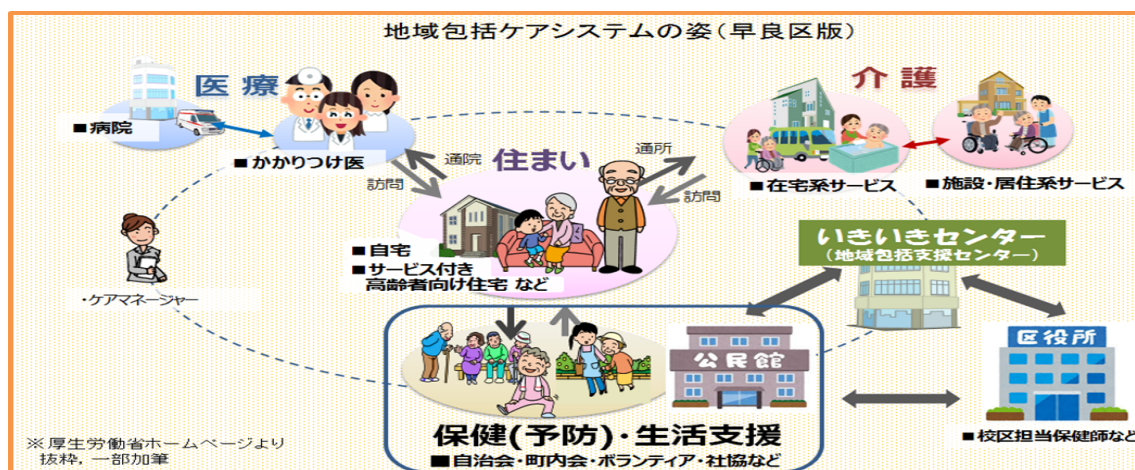 地域包括ケアシステムの姿(早良区版)
医療
介護
■病院
■かかりつけ医
通院
訪問
住まい
通所
訪問
■在宅系サービス
■施設・居住系サービス
■自宅
■サービス付き
高齢者向け住宅 など
いきいきセンター
(地域包括支援センター)
・ケアマネージャー
公民館
区役所
保健(予防)・生活支援
■自治会・町内会・ボランティア・社協など
■校区担当保健師など
※厚生労働省ホームページより
抜粋，一部加筆